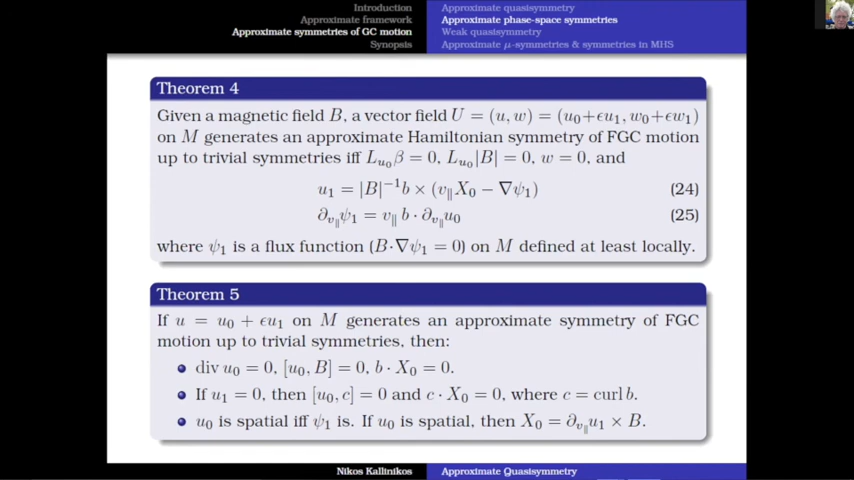 Introduction
Approximate framework
Approximate symmetries of GC motion
Synopsis
Approximate quasisymmetry
Approximate phase-space symmetries
Weak quasisymmetry
Approximate μ-symmetries & symmetries in MHS
Theorem 4
Given a magnetic field B, a vector field U = (u, w) = (u₀+ϵu₁, w₀+ϵw₁)
on M generates an approximate Hamiltonian symmetry of FGC motion
up to trivial symmetries iff L_{u₀}β = 0, L_{u₀}|B| = 0, w = 0, and
u₁ = |B|⁻¹b × (v∥X₀ − ∇ψ₁) (24)
∂_{v∥}ψ₁ = v∥ b · ∂_{v∥}u₀ (25)
where ψ₁ is a flux function (B·∇ψ₁ = 0) on M defined at least locally.
Theorem 5
If u = u₀ + ϵu₁ on M generates an approximate symmetry of FGC
motion up to trivial symmetries, then:
div u₀ = 0, [u₀, B] = 0, b · X₀ = 0.
If u₁ = 0, then [u₀, c] = 0 and c · X₀ = 0, where c = curl b.
u₀ is spatial iff ψ₁ is. If u₀ is spatial, then X₀ = ∂_{v∥}u₁ × B.
Nikos Kallinikos Approximate Quasisymmetry